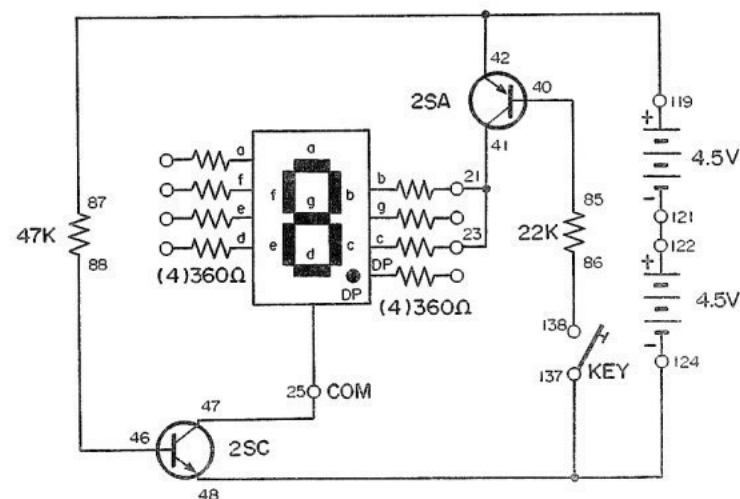 42
2SA
40
119
+
41
4.5V
a
a
f
f
g
b
b
21
87
e
g
-
121
47K
85
22K
88
d
e
d
c
c
23
122
86
+
(4)360Ω
DP
DP
(4)360Ω
138
4.5V
-
137
KEY
124
25
COM
47
46
2SC
48